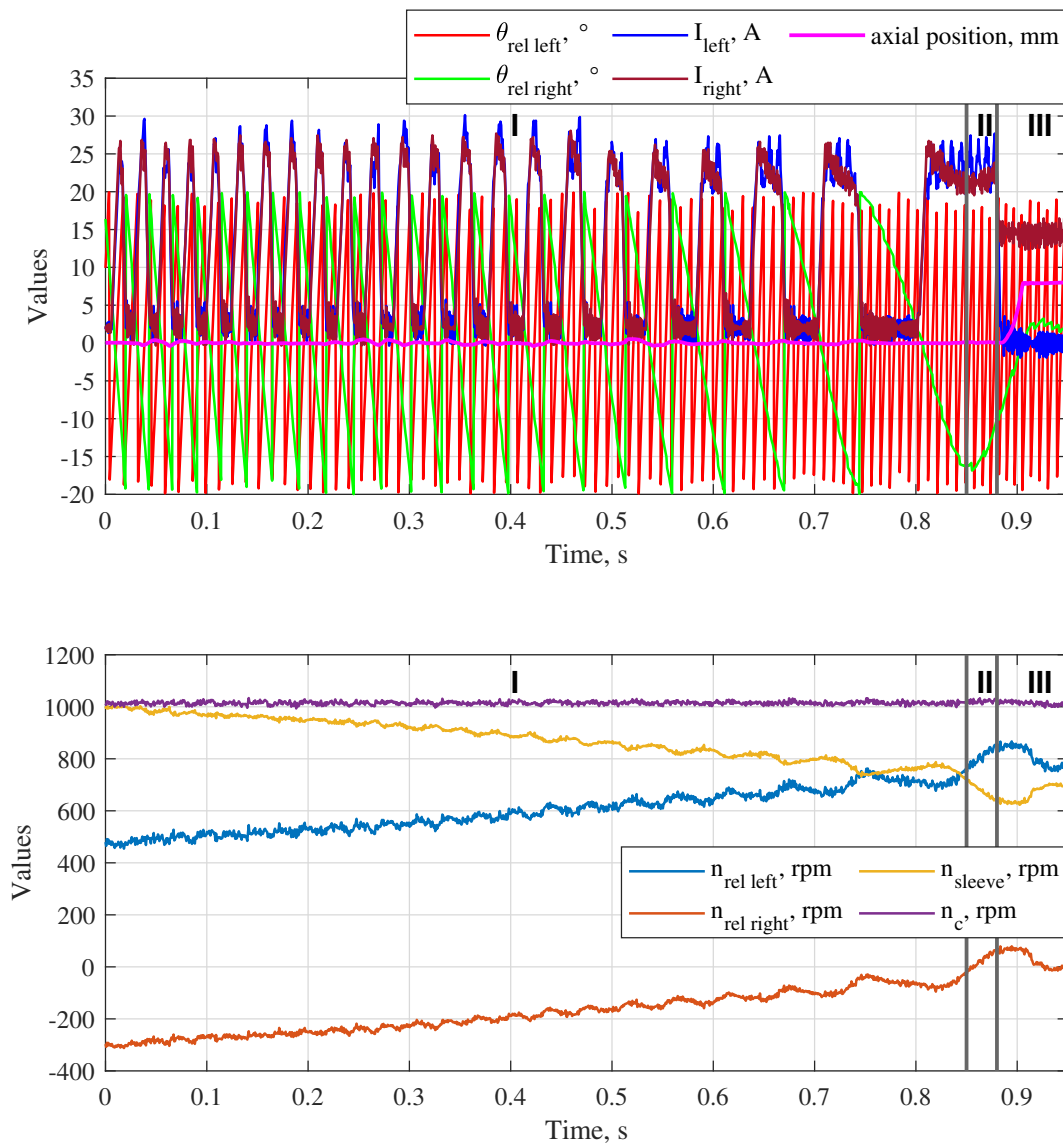 θrel left, ° Ileft, A axial position, mm
θrel right, ° Iright, A
I II III
35
30
25
20
15
10
5
0
-5
-10
-15
-20
Values
0 0.1 0.2 0.3 0.4 0.5 0.6 0.7 0.8 0.9
Time, s
I II III
1200
1000
800
600
400
200
0
-200
-400
Values
nrel left, rpm nsleeve, rpm
nrel right, rpm nc, rpm
0 0.1 0.2 0.3 0.4 0.5 0.6 0.7 0.8 0.9
Time, s